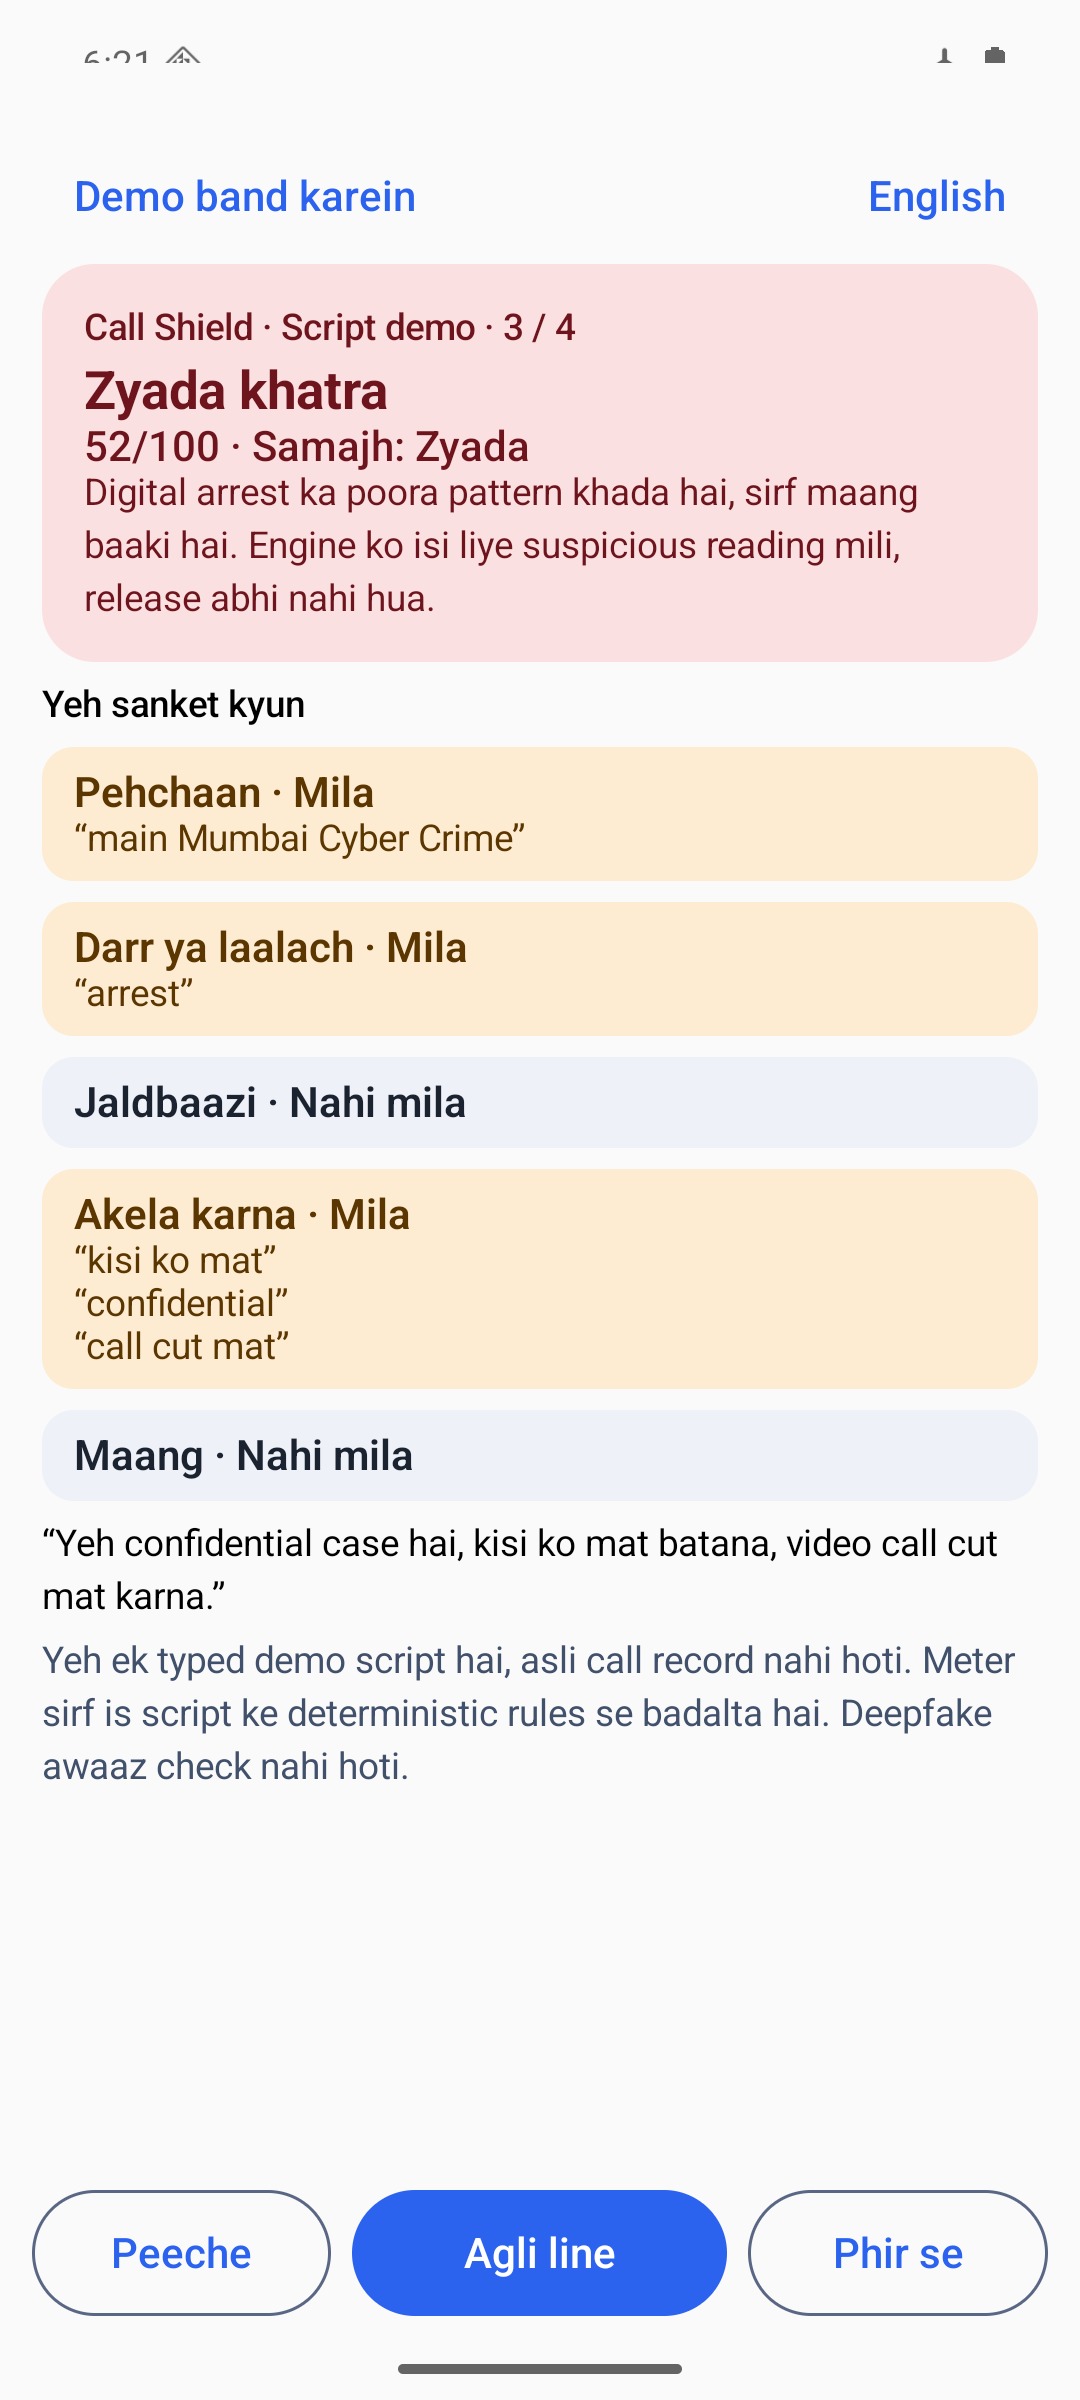 Demo band karein
English
Call Shield · Script demo · 3 / 4
Zyada khatra
52/100 · Samajh: Zyada
Digital arrest ka poora pattern khada hai, sirf maang
baaki hai. Engine ko isi liye suspicious reading mili,
release abhi nahi hua.
Yeh sanket kyun
Pehchaan · Mila
“main Mumbai Cyber Crime”
Darr ya laalach · Mila
“arrest”
Jaldbaazi · Nahi mila
Akela karna · Mila
“kisi ko mat”
“confidential”
“call cut mat”
Maang · Nahi mila
“Yeh confidential case hai, kisi ko mat batana, video call cut
mat karna.”
Yeh ek typed demo script hai, asli call record nahi hoti. Meter
sirf is script ke deterministic rules se badalta hai. Deepfake
awaaz check nahi hoti.
Peeche
Agli line
Phir se